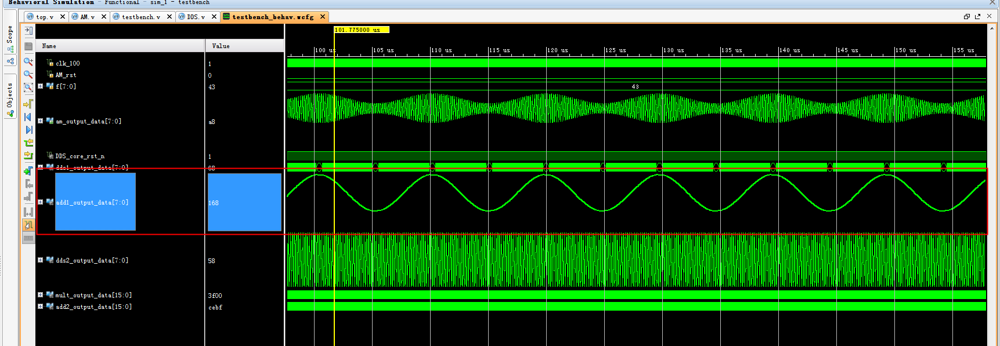 Behavioral Simulation - Functional - sim_1 - testbench
top.v AM.v testbench.v DDS.v testbench_behav.wcfg
Scope
Objects
101.775000 us
Name Value
100 us 105 us 110 us 115 us 120 us 125 us 130 us 135 us 140 us 145 us 150 us 155 us
clk_100 1
AM_rst 0
f[7:0] 43 43
am_output_data[7:0] a8
DDS_core_rst_n 1
dds1_output_data[7:0] 68
add1_output_data[7:0] 168
dds2_output_data[7:0] 58
mult_output_data[15:0] 3f00
add2_output_data[15:0] cebf